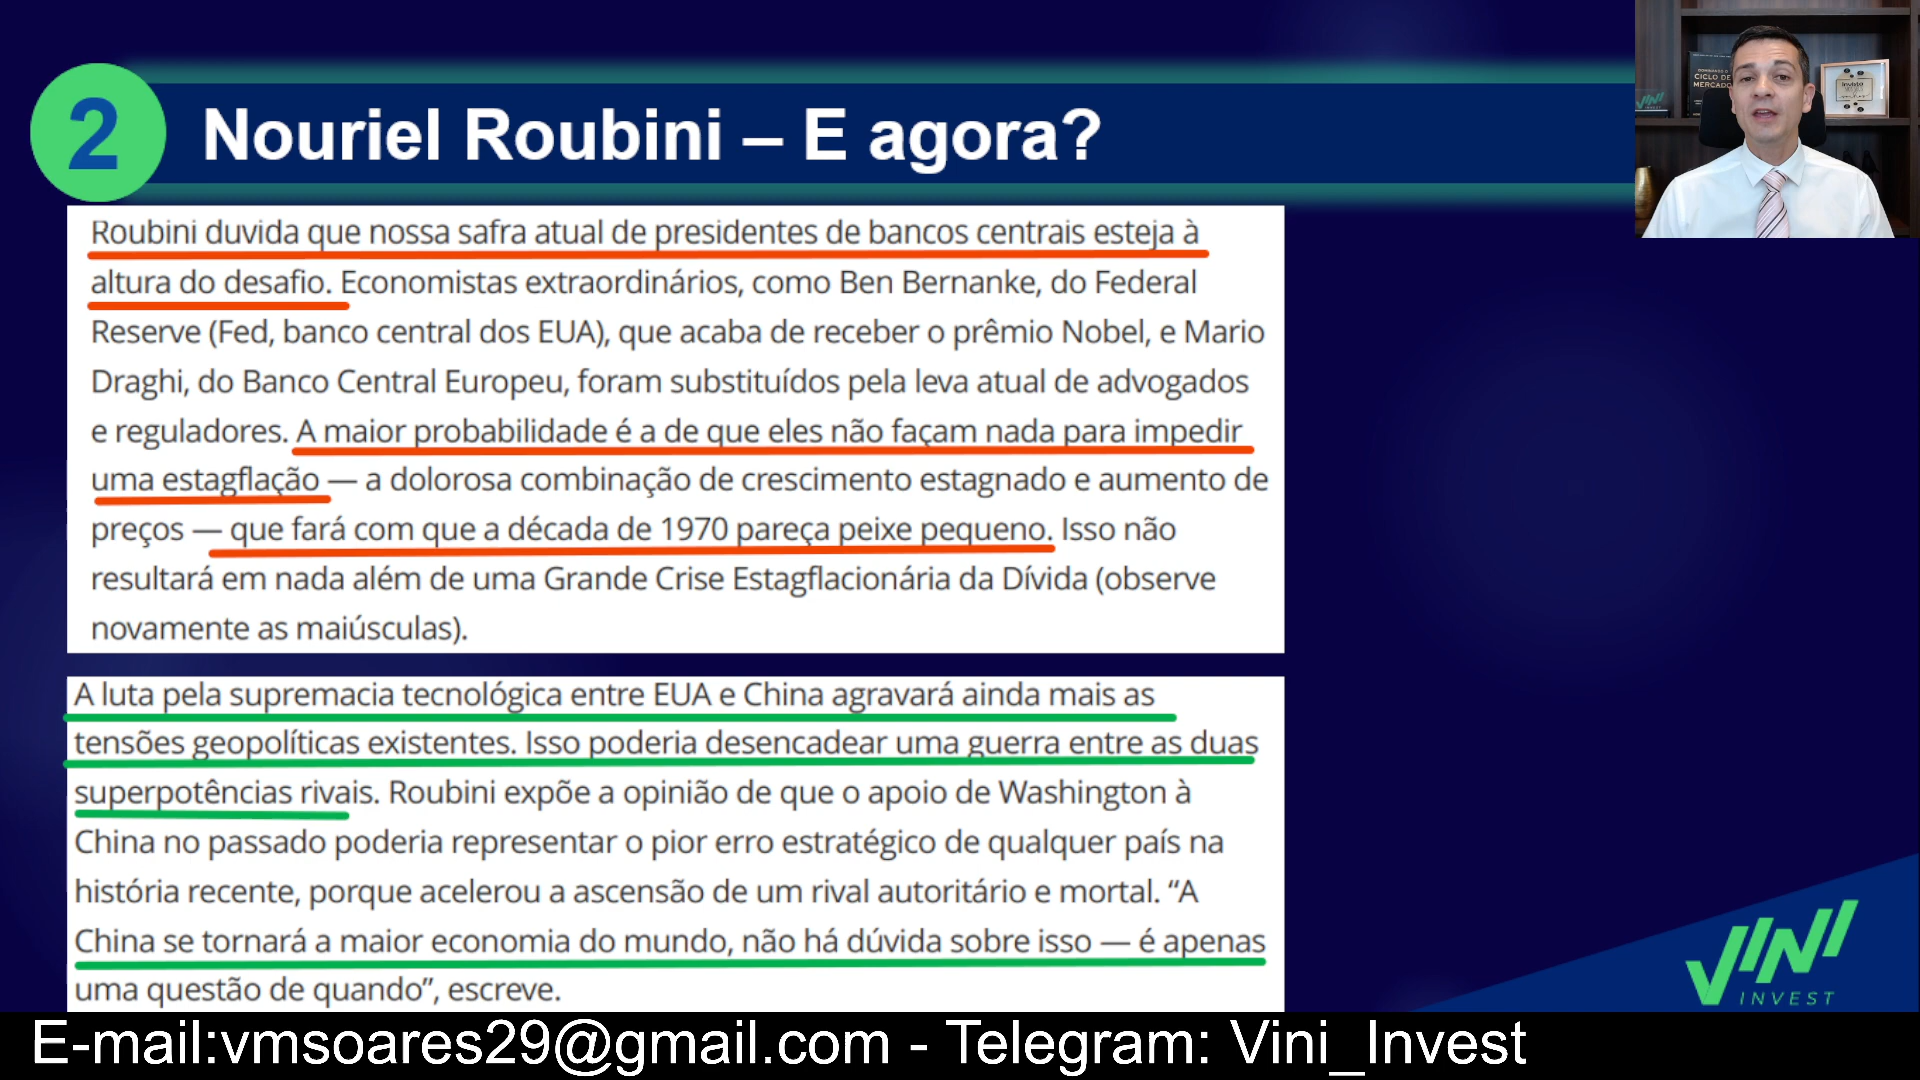 2
Nouriel Roubini – E agora?
CICLO DE
MERCADO
Roubini duvida que nossa safra atual de presidentes de bancos centrais esteja à
altura do desafio. Economistas extraordinários, como Ben Bernanke, do Federal
Reserve (Fed, banco central dos EUA), que acaba de receber o prêmio Nobel, e Mario
Draghi, do Banco Central Europeu, foram substituídos pela leva atual de advogados
e reguladores. A maior probabilidade é a de que eles não façam nada para impedir
uma estagflação — a dolorosa combinação de crescimento estagnado e aumento de
preços — que fará com que a década de 1970 pareça peixe pequeno. Isso não
resultará em nada além de uma Grande Crise Estagflacionária da Dívida (observe
novamente as maiúsculas).
A luta pela supremacia tecnológica entre EUA e China agravará ainda mais as
tensões geopolíticas existentes. Isso poderia desencadear uma guerra entre as duas
superpotências rivais. Roubini expõe a opinião de que o apoio de Washington à
China no passado poderia representar o pior erro estratégico de qualquer país na
história recente, porque acelerou a ascensão de um rival autoritário e mortal. “A
China se tornará a maior economia do mundo, não há dúvida sobre isso — é apenas
uma questão de quando”, escreve.
VINI
INVEST
E-mail:vmsoares29@gmail.com - Telegram: Vini_Invest